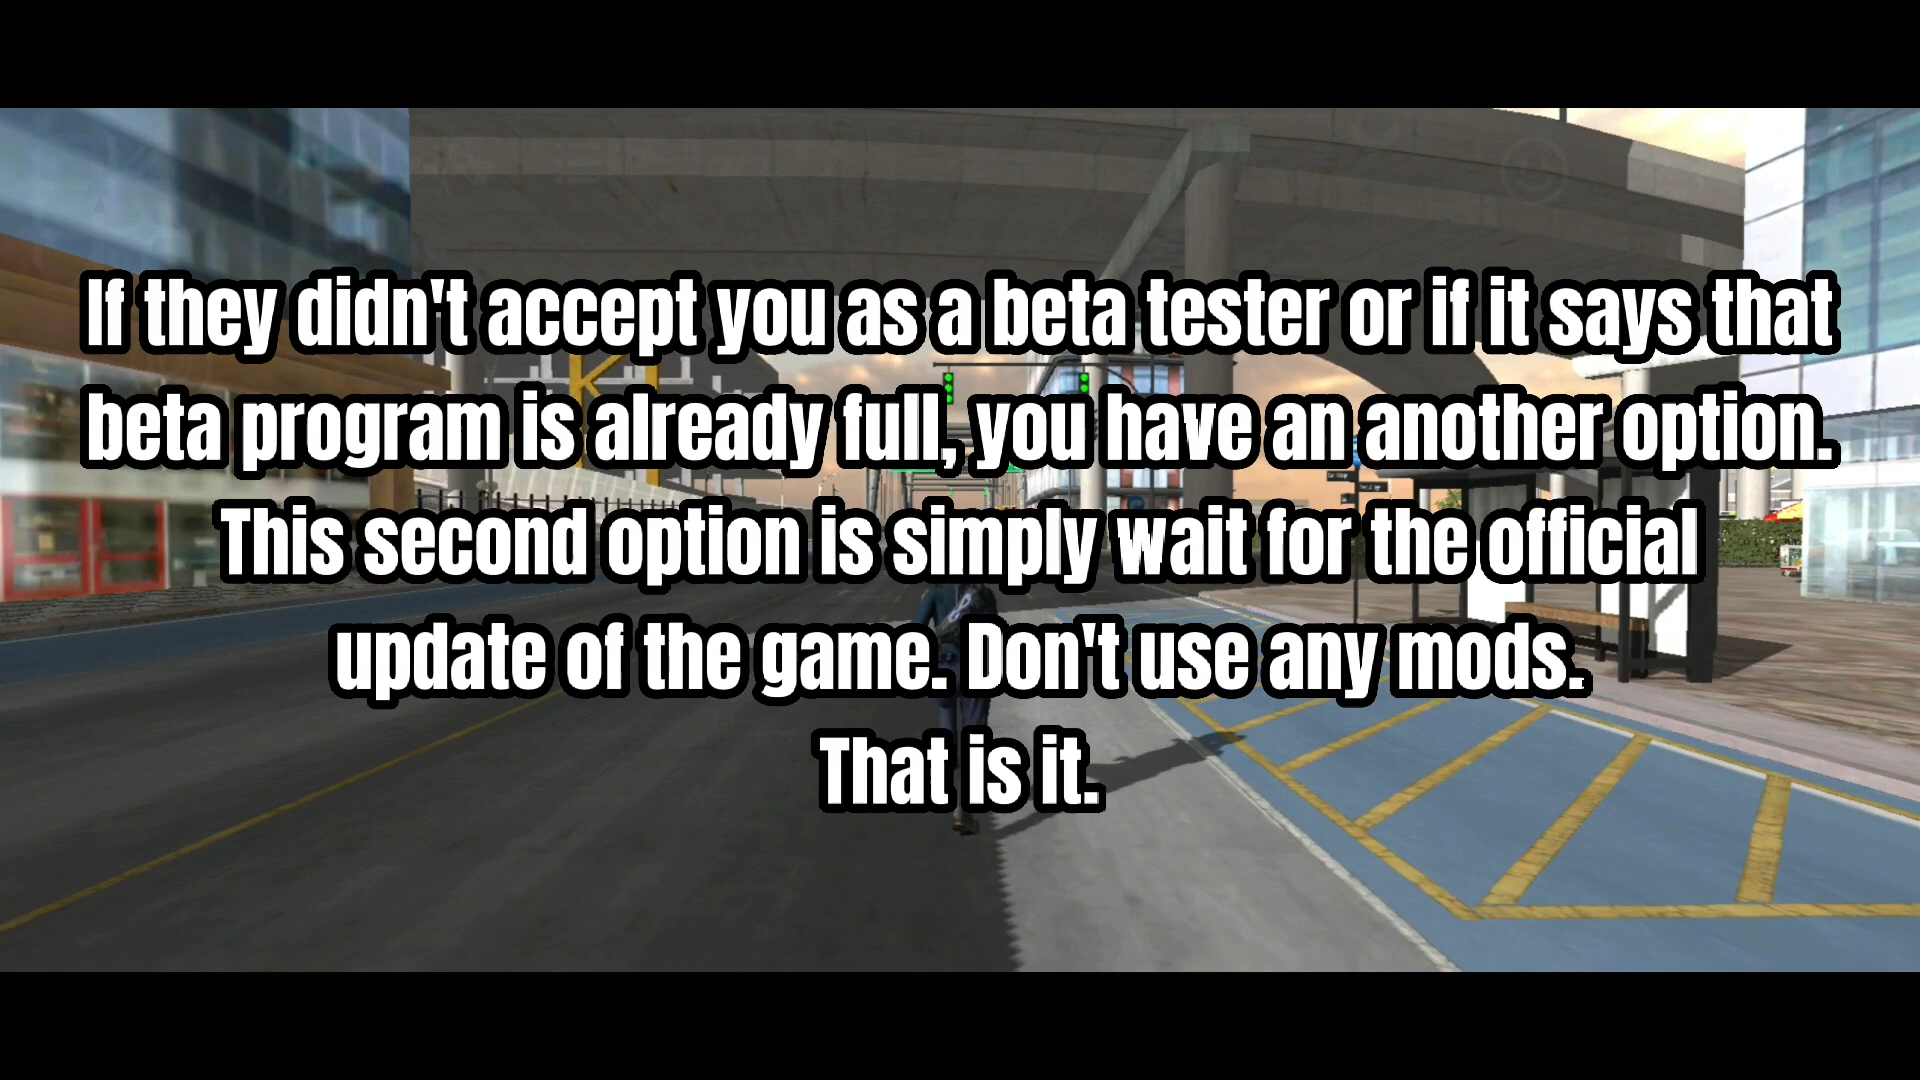 If they didn't accept you as a beta tester or if it says that
beta program is already full, you have an another option.
This second option is simply wait for the official
update of the game. Don't use any mods.
That is it.